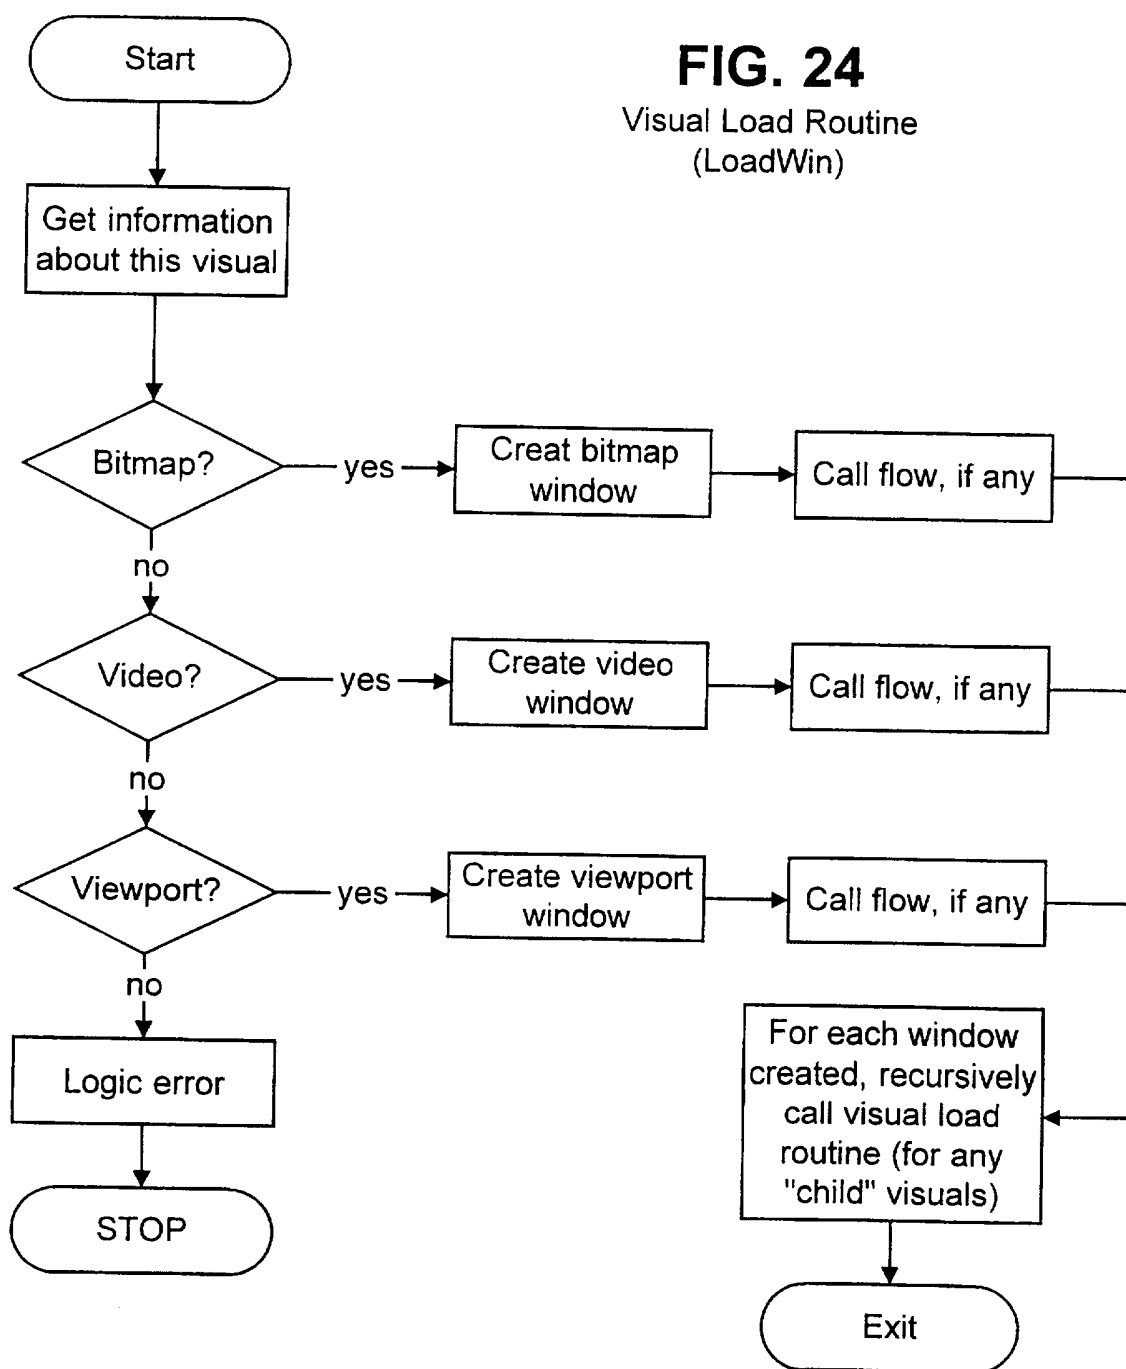 Start
FIG. 24
Visual Load Routine
(LoadWin)
Get information
about this visual
Bitmap?
yes
Creat bitmap
window
Call flow, if any
no
Video?
yes
Create video
window
Call flow, if any
no
Viewport?
yes
Create viewport
window
Call flow, if any
no
Logic error
STOP
For each window
created, recursively
call visual load
routine (for any
"child" visuals)
Exit